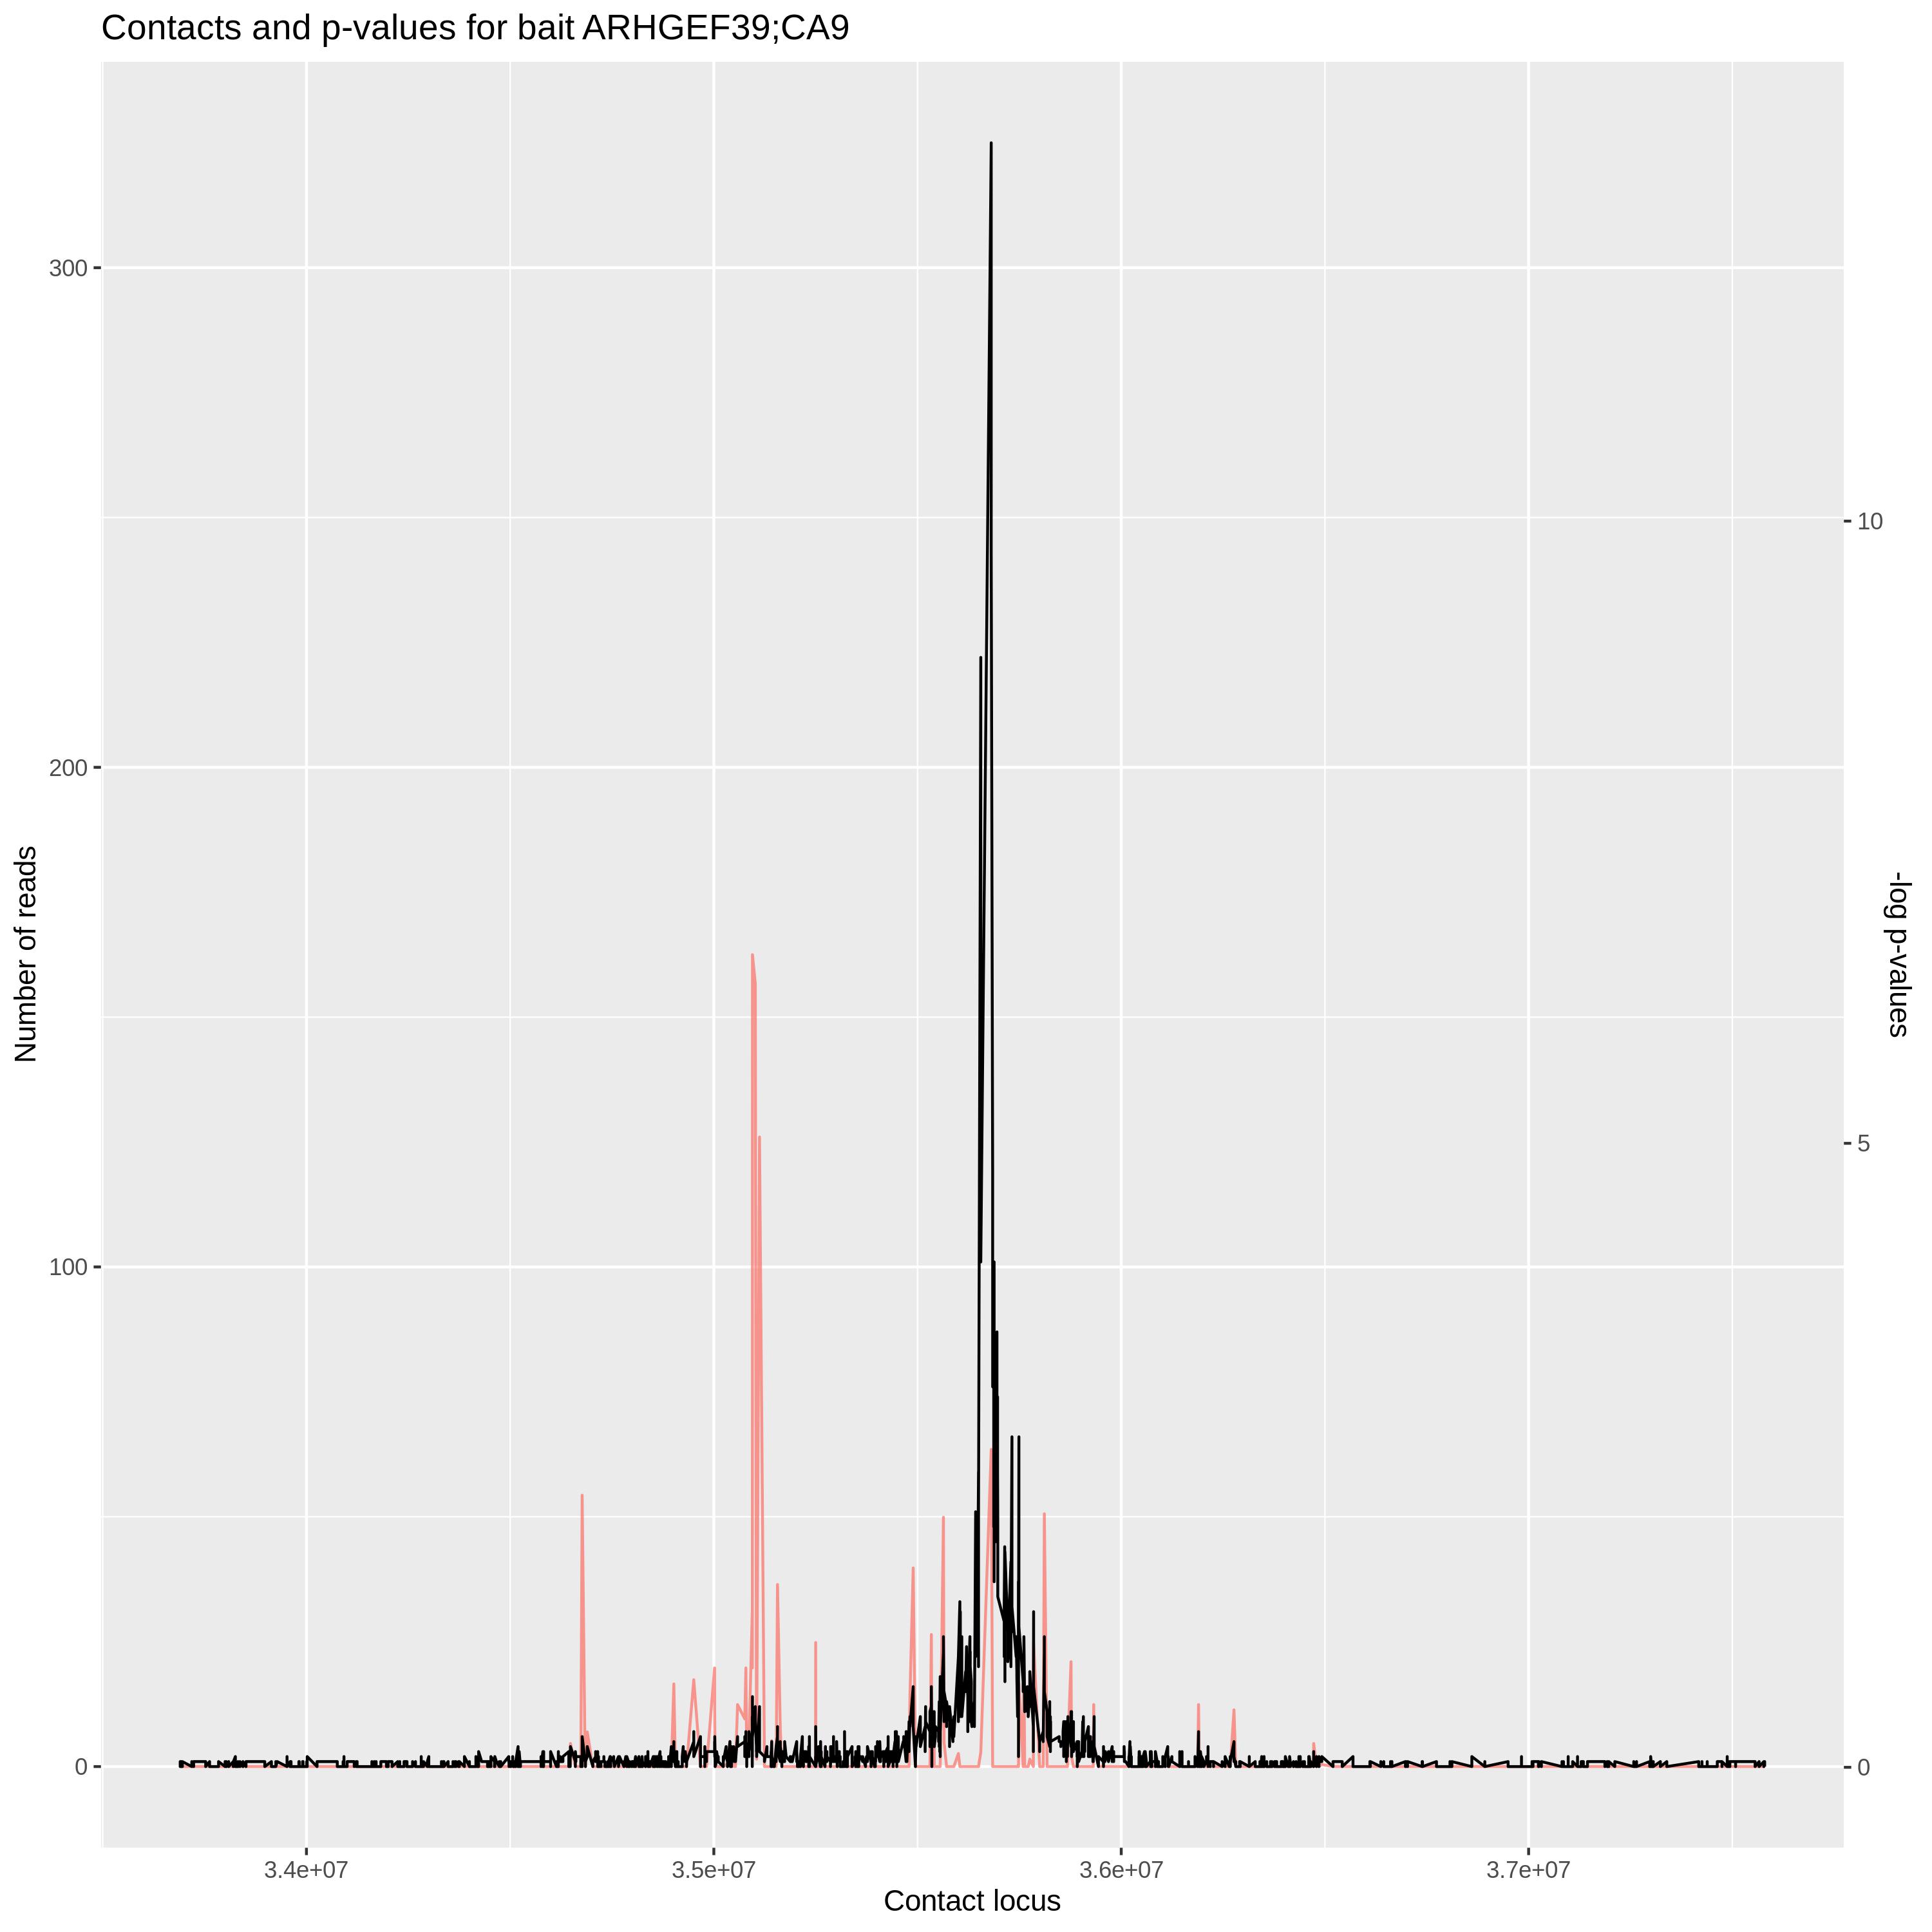 Contacts and p-values for bait ARHGEF39;CA9
Number of reads
300
200
100
0
10
5
0
-log p-values
3.4e+07
3.5e+07
3.6e+07
3.7e+07
Contact locus